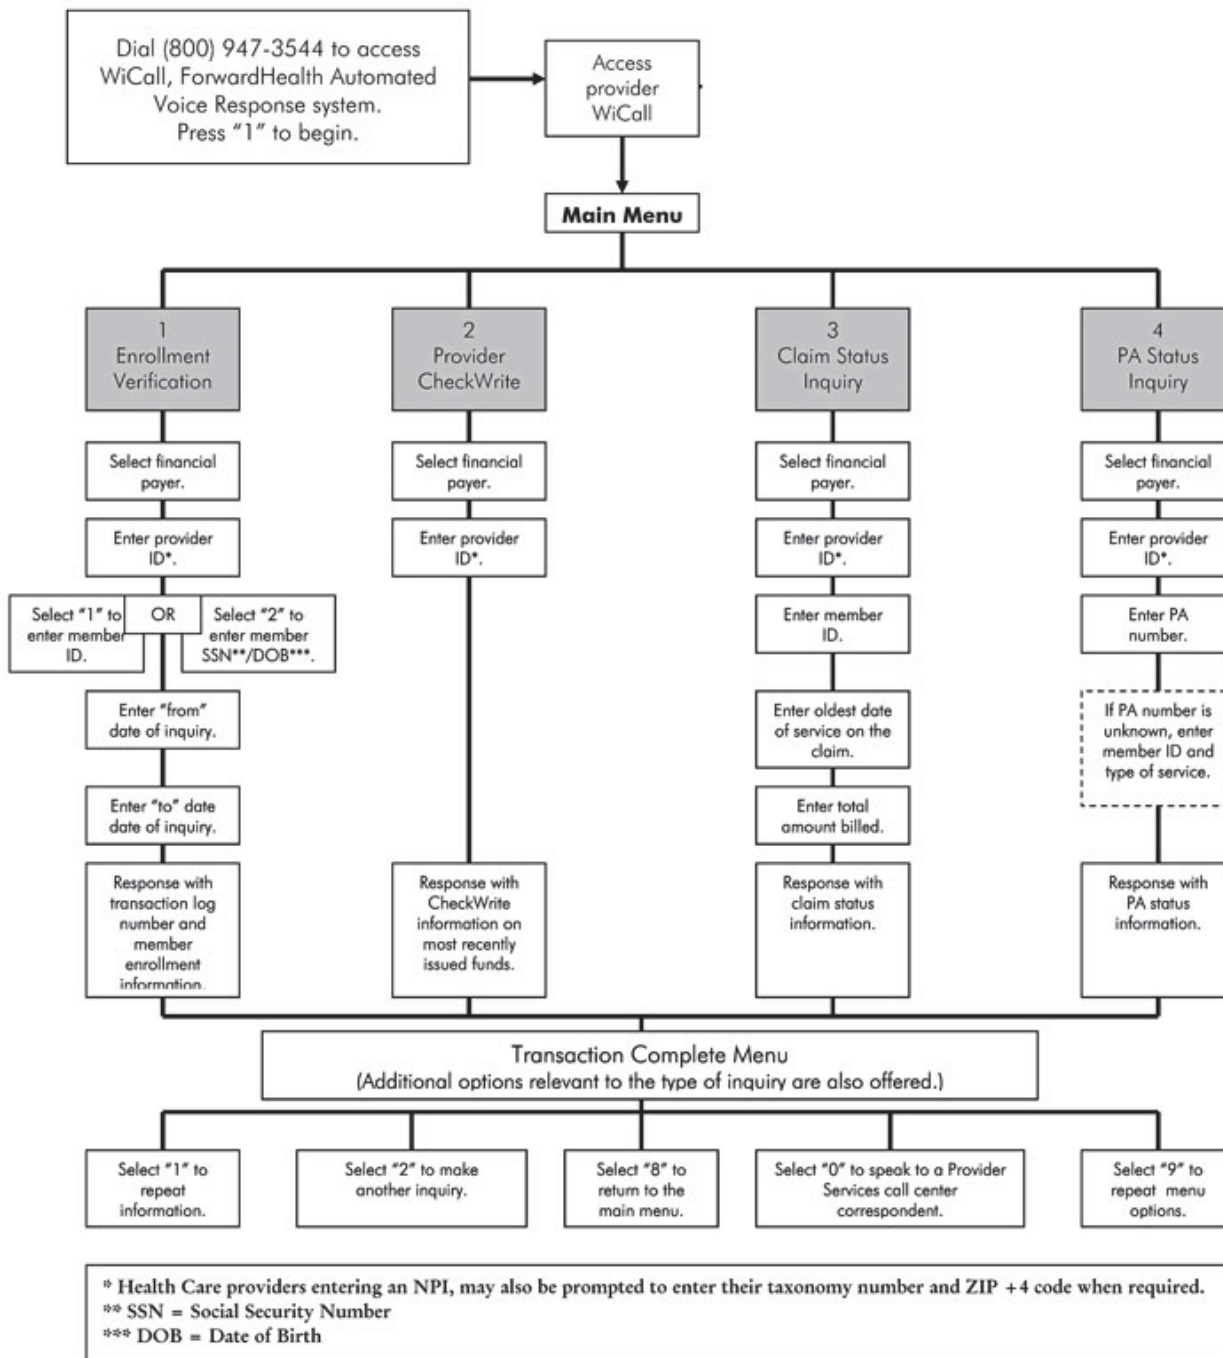 Dial (800) 947-3544 to access
WiCall, ForwardHealth Automated
Voice Response system.
Press "1" to begin.
Access
provider
WiCall
Main Menu
1
Enrollment
Verification
2
Provider
CheckWrite
3
Claim Status
Inquiry
4
PA Status
Inquiry
Select financial
payer.
Select financial
payer.
Select financial
payer.
Select financial
payer.
Enter provider
ID*.
Enter provider
ID*.
Enter provider
ID*.
Enter provider
ID*.
Select "1" to
enter member
ID.
OR
Select "2" to
enter member
SSN**/DOB***.
Enter member
ID.
Enter PA
number.
Enter "from"
date of inquiry.
Enter oldest date
of service on the
claim.
If PA number is
unknown, enter
member ID and
type of service.
Enter "to" date
date of inquiry.
Enter total
amount billed.
Response with
transaction log
number and
member
enrollment
information.
Response with
CheckWrite
information on
most recently
issued funds.
Response with
claim status
information.
Response with
PA status
information.
Transaction Complete Menu
(Additional options relevant to the type of inquiry are also offered.)
Select "1" to
repeat
information.
Select "2" to make
another inquiry.
Select "8" to
return to the
main menu.
Select "0" to speak to a Provider
Services call center
correspondent.
Select "9" to
repeat menu
options.
* Health Care providers entering an NPI, may also be prompted to enter their taxonomy number and ZIP +4 code when required.
** SSN = Social Security Number
*** DOB = Date of Birth